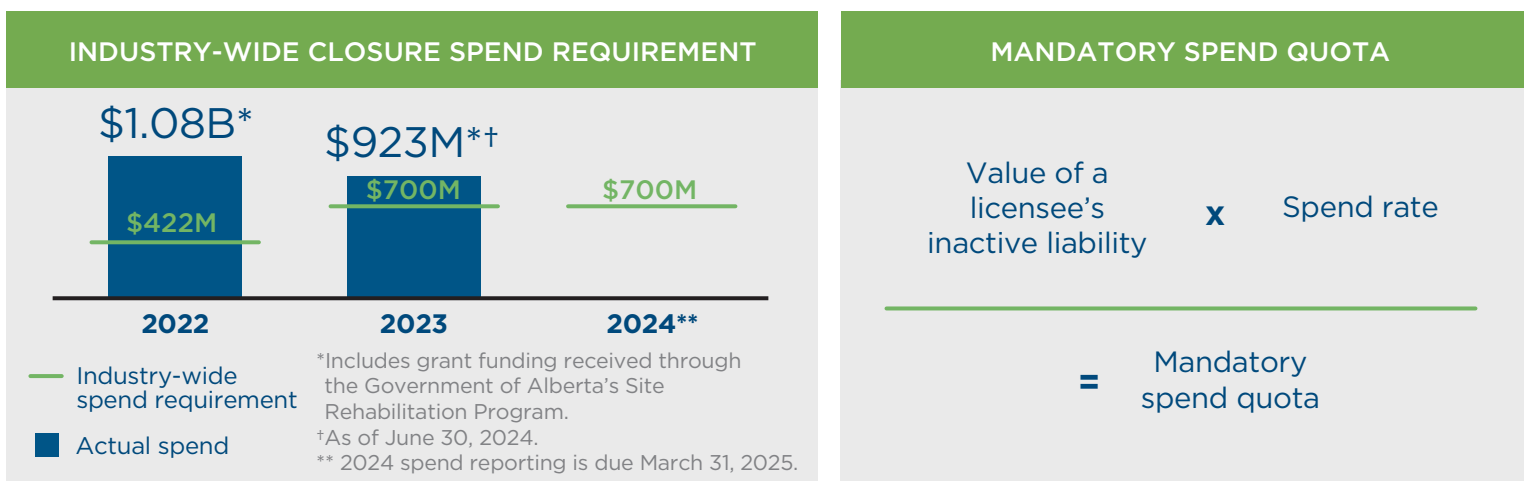 INDUSTRY-WIDE CLOSURE SPEND REQUIREMENT
$1.08B*
$923M*†
$422M
$700M
$700M
2022
2023
2024**
Industry-wide
spend requirement
Actual spend
*Includes grant funding received through
the Government of Alberta's Site
Rehabilitation Program.
†As of June 30, 2024.
** 2024 spend reporting is due March 31, 2025.
MANDATORY SPEND QUOTA
Value of a
licensee's
inactive liability
x
Spend rate
=
Mandatory
spend quota